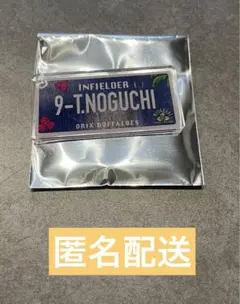 INFIELDER
9-T.NOGUCHI
ORIX BUFFALOES
匿名配送